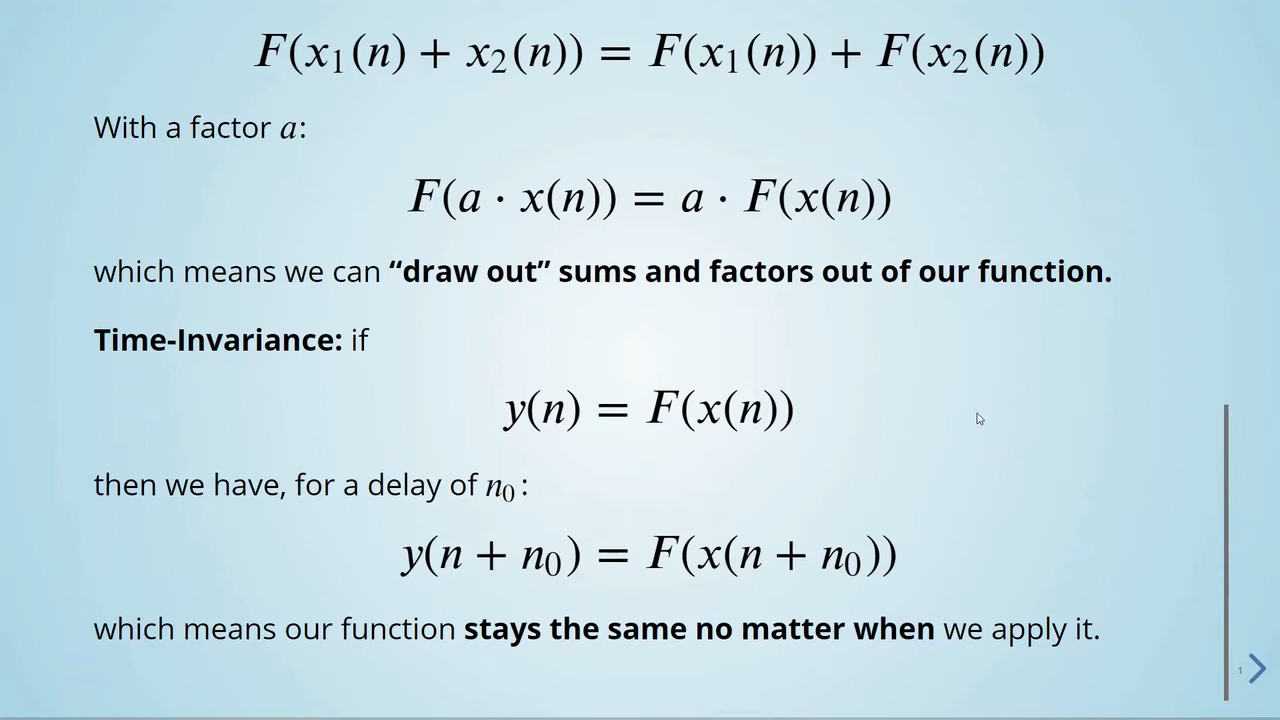 F(x₁(n) + x₂(n)) = F(x₁(n)) + F(x₂(n))
With a factor a:
F(a · x(n)) = a · F(x(n))
which means we can “draw out” sums and factors out of our function.
Time-Invariance: if
y(n) = F(x(n))
then we have, for a delay of n₀:
y(n + n₀) = F(x(n + n₀))
which means our function stays the same no matter when we apply it.
1